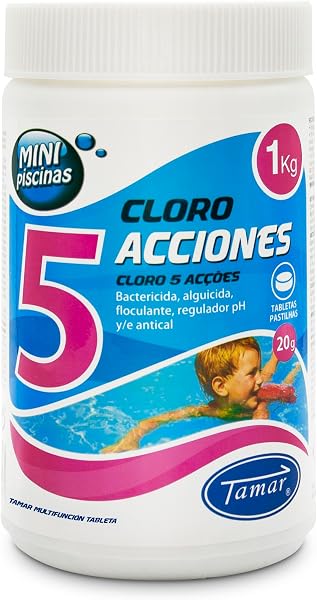 MINI
piscinas
1Kg
5
CLORO
ACCIONES
CLORO 5 ACÇÕES
Bactericida, alguicida,
floculante, regulador pH
y/e antical
TABLETAS
PASTILHAS
20g
Tamar®
TAMAR MULTIFUNCIÓN TABLETA